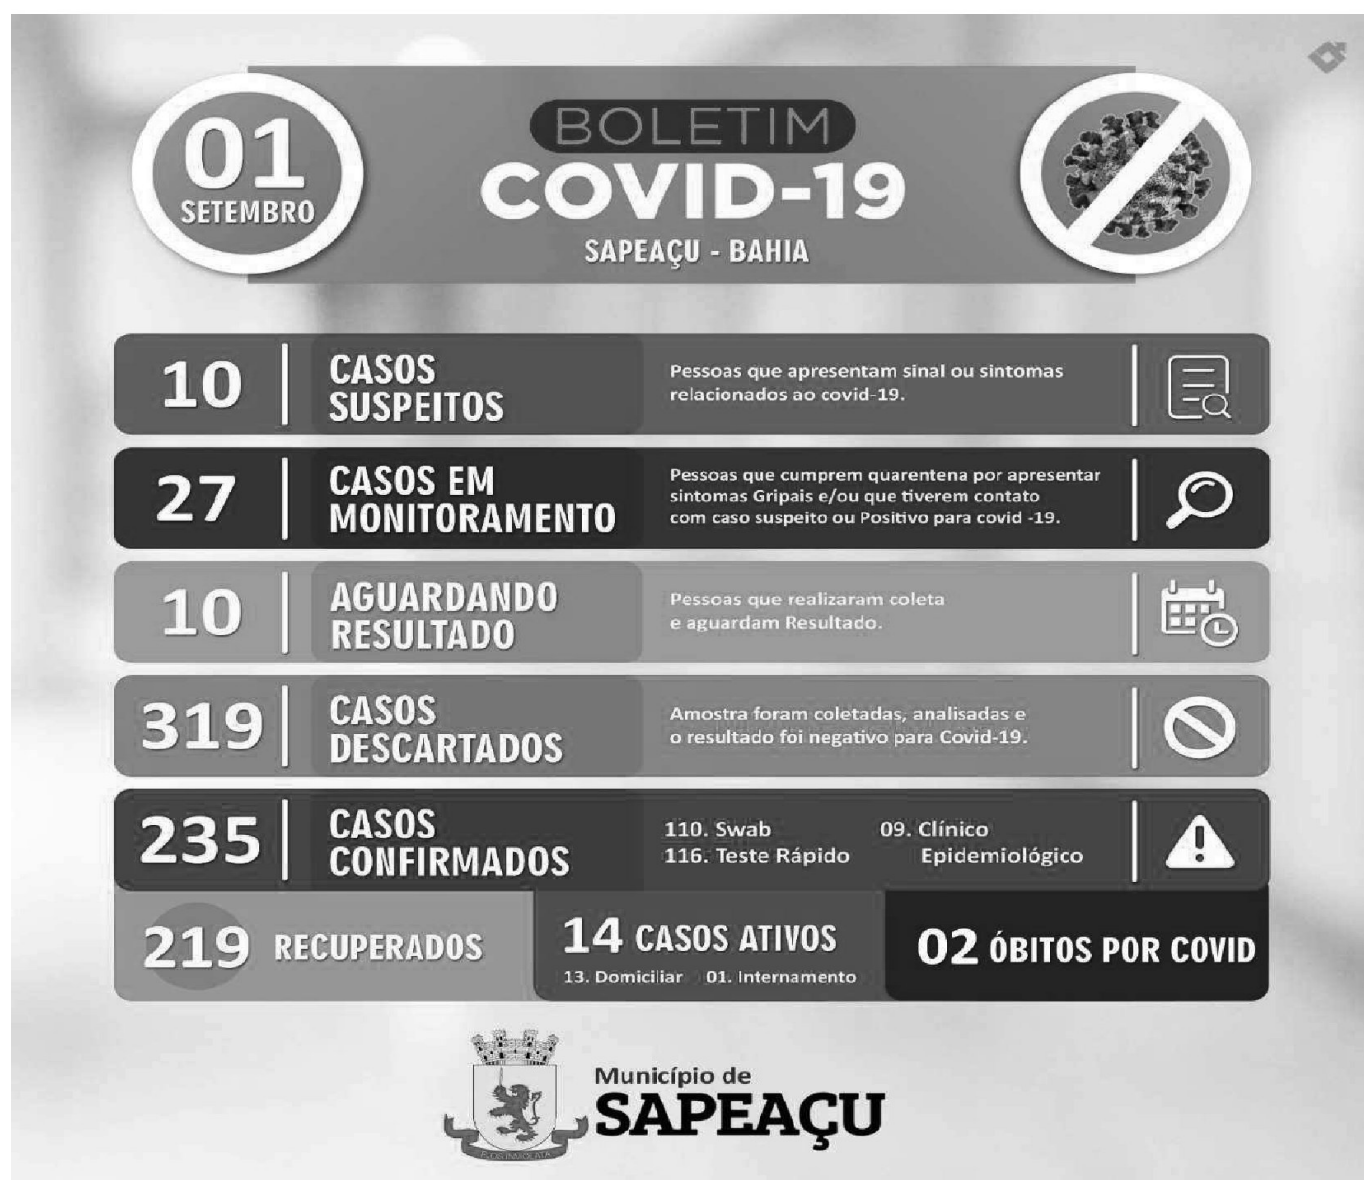 01
SETEMBRO
BOLETIM
COVID-19
SAPEAÇU - BAHIA
10
CASOS
SUSPEITOS
Pessoas que apresentam sinal ou sintomas
relacionados ao covid-19.
27
CASOS EM
MONITORAMENTO
Pessoas que cumprem quarentena por apresentar
sintomas Gripais e/ou que tiverem contato
com caso suspeito ou Positivo para covid -19.
10
AGUARDANDO
RESULTADO
Pessoas que realizaram coleta
e aguardam Resultado.
319
CASOS
DESCARTADOS
Amostra foram coletadas, analisadas e
o resultado foi negativo para Covid-19.
235
CASOS
CONFIRMADOS
110. Swab
116. Teste Rápido
09. Clínico
Epidemiológico
219 RECUPERADOS
14 CASOS ATIVOS
13. Domiciliar 01. Internamento
02 ÓBITOS POR COVID
Município de
SAPEAÇU